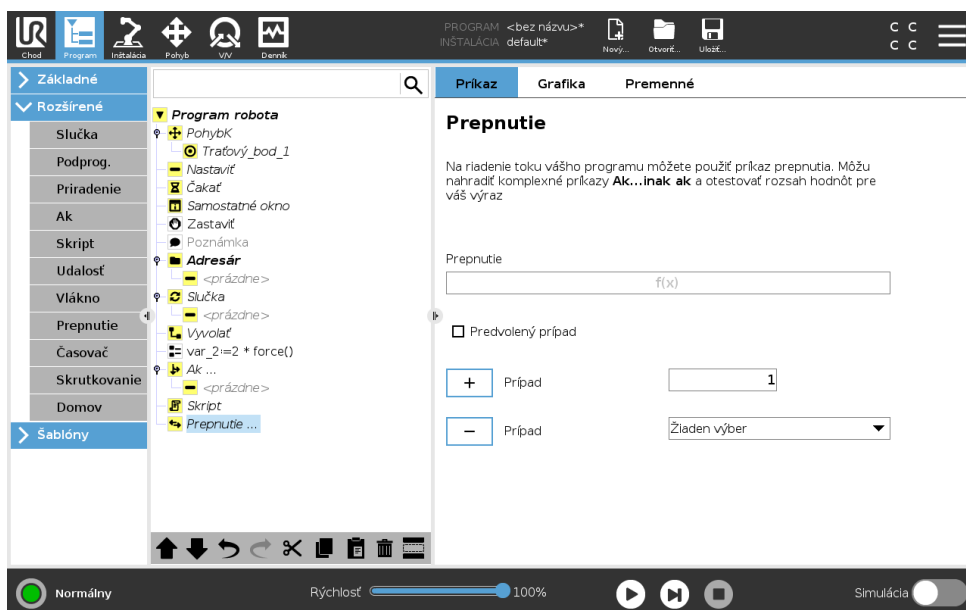 UR
PROGRAM <bez názvu>*
INŠTALÁCIA default*
Chod Program Inštalácia Pohyb V/V Denník
Nový... Otvoriť... Uložiť...
C C
C C
Základné
Rozšírené
Slučka
Podprog.
Priradenie
Ak
Skript
Udalosť
Vlákno
Prepnutie
Časovač
Skrutkovanie
Domov
Šablóny
Program robota
PohybK
Traťový_bod_1
Nastaviť
Čakať
Samostatné okno
Zastaviť
Poznámka
Adresár
<prázdne>
Slučka
<prázdne>
Vyvolať
var_2:=2 * force()
Ak ...
<prázdne>
Skript
Prepnutie ...
Príkaz Grafika Premenné
Prepnutie
Na riadenie toku vášho programu môžete použiť príkaz prepnutia. Môžu
nahradiť komplexné príkazy Ak...inak ak a otestovať rozsah hodnôt pre
váš výraz
Prepnutie
f(x)
Predvolený prípad
+ Prípad 1
− Prípad Žiaden výber
Normálny Rýchlosť 100% Simulácia